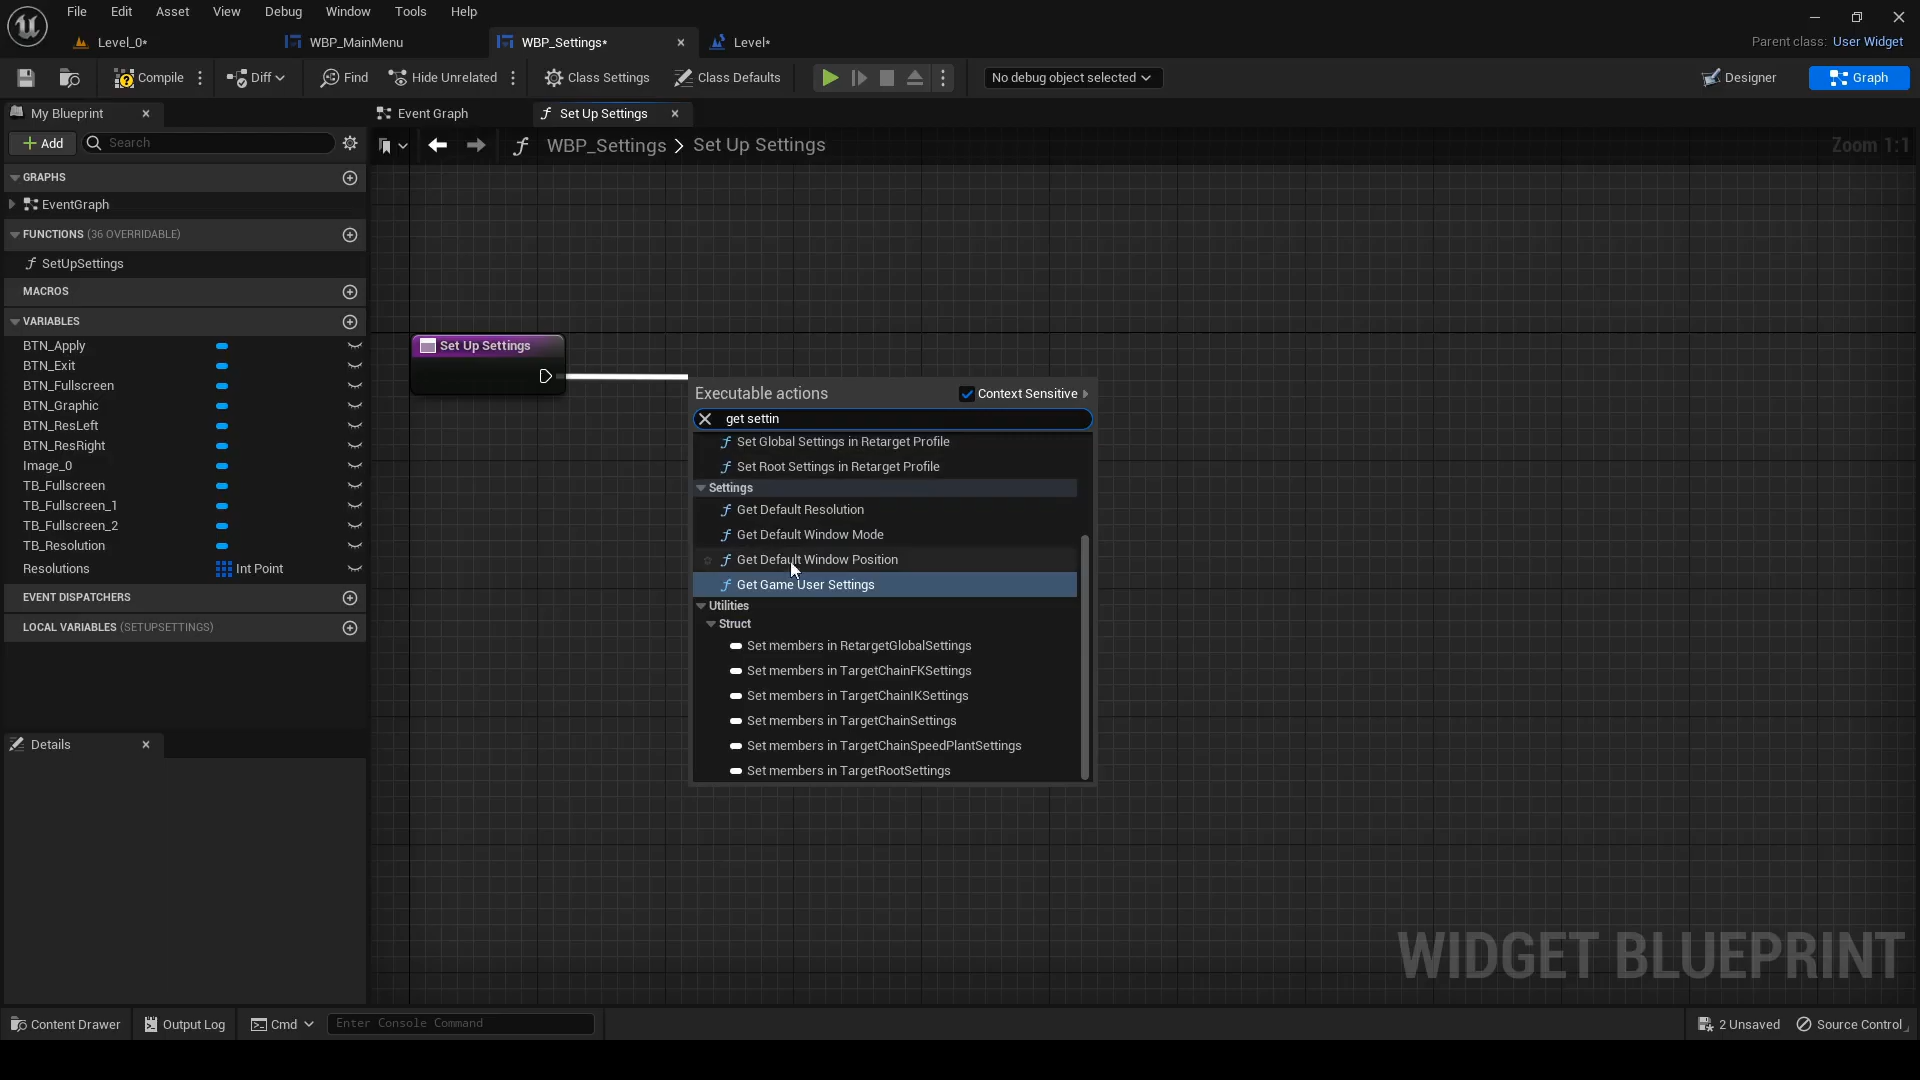 File Edit Asset View Debug Window Tools Help
Level_0* WBP_MainMenu WBP_Settings* Level* Parent class: User Widget
Compile Diff Find Hide Unrelated Class Settings Class Defaults No debug object selected Designer Graph
My Blueprint Event Graph Set Up Settings
Add Search WBP_Settings > Set Up Settings Zoom 1:1
GRAPHS
EventGraph
FUNCTIONS (36 OVERRIDABLE)
SetUpSettings
MACROS
VARIABLES
BTN_Apply
BTN_Exit
BTN_Fullscreen
BTN_Graphic
BTN_ResLeft
BTN_ResRight
Image_0
TB_Fullscreen
TB_Fullscreen_1
TB_Fullscreen_2
TB_Resolution
Resolutions Int Point
EVENT DISPATCHERS
LOCAL VARIABLES (SETUPSETTINGS)
Details
Set Up Settings
Executable actions Context Sensitive
get settin
Set Global Settings in Retarget Profile
Set Root Settings in Retarget Profile
Settings
Get Default Resolution
Get Default Window Mode
Get Default Window Position
Get Game User Settings
Utilities
Struct
Set members in RetargetGlobalSettings
Set members in TargetChainFKSettings
Set members in TargetChainIKSettings
Set members in TargetChainSettings
Set members in TargetChainSpeedPlantSettings
Set members in TargetRootSettings
WIDGET BLUEPRINT
Content Drawer Output Log Cmd Enter Console Command 2 Unsaved Source Control